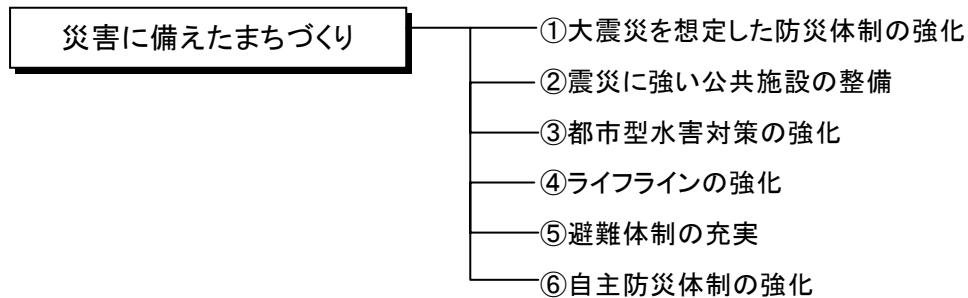 災害に備えたまちづくり
①大震災を想定した防災体制の強化
②震災に強い公共施設の整備
③都市型水害対策の強化
④ライフラインの強化
⑤避難体制の充実
⑥自主防災体制の強化